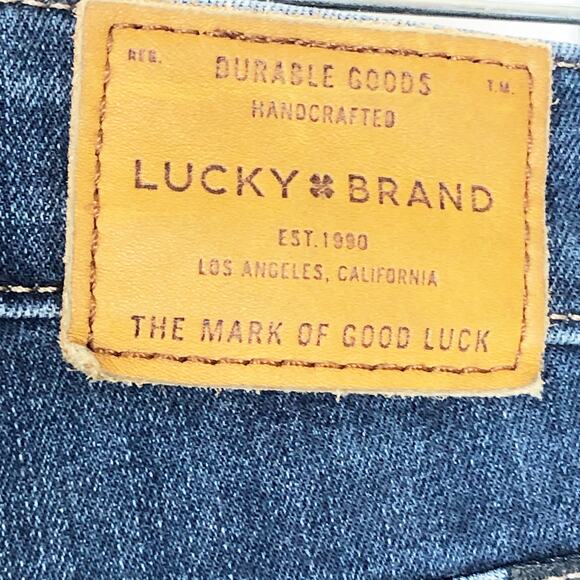 REG. DURABLE GOODS T.M.
HANDCRAFTED
LUCKY BRAND
EST. 1990
LOS ANGELES, CALIFORNIA
THE MARK OF GOOD LUCK